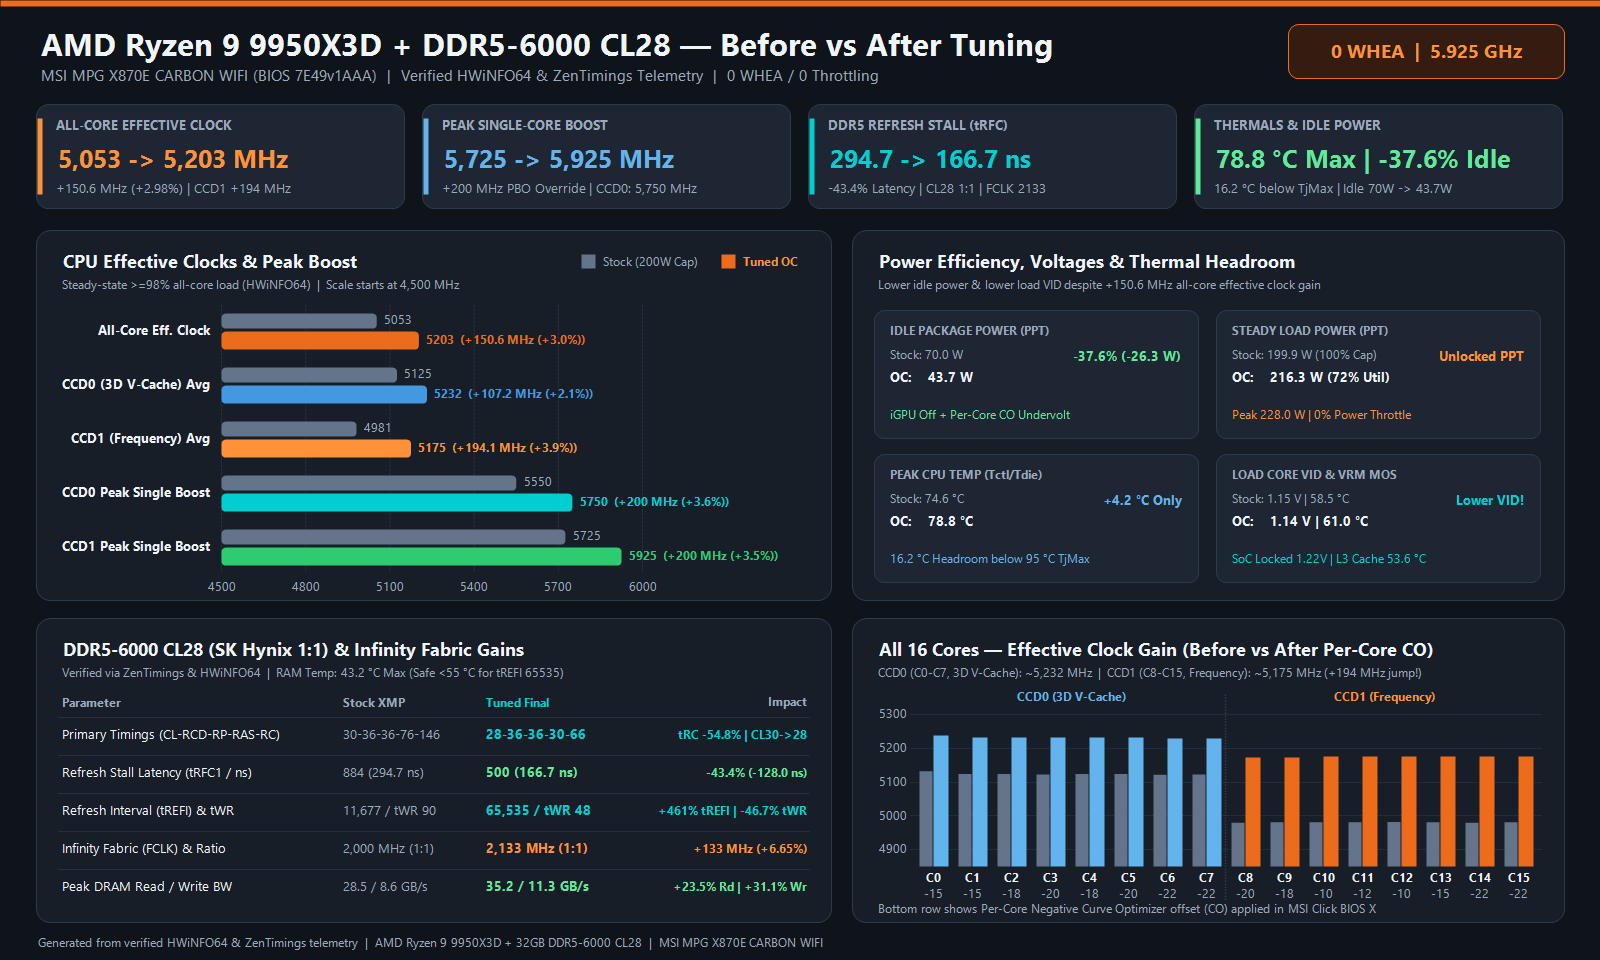 AMD Ryzen 9 9950X3D + DDR5-6000 CL28 — Before vs After Tuning
MSI MPG X870E CARBON WIFI (BIOS 7E49v1AAA) | Verified HWiNFO64 & ZenTimings Telemetry | 0 WHEA / 0 Throttling
0 WHEA | 5.925 GHz
ALL-CORE EFFECTIVE CLOCK
5,053 -> 5,203 MHz
+150.6 MHz (+2.98%) | CCD1 +194 MHz
PEAK SINGLE-CORE BOOST
5,725 -> 5,925 MHz
+200 MHz PBO Override | CCD0: 5,750 MHz
DDR5 REFRESH STALL (tRFC)
294.7 -> 166.7 ns
-43.4% Latency | CL28 1:1 | FCLK 2133
THERMALS & IDLE POWER
78.8 °C Max | -37.6% Idle
16.2 °C below TjMax | Idle 70W -> 43.7W
CPU Effective Clocks & Peak Boost
Stock (200W Cap)
Tuned OC
Steady-state >=98% all-core load (HWiNFO64) | Scale starts at 4,500 MHz
All-Core Eff. Clock
5053
5203 (+150.6 MHz (+3.0%))
CCD0 (3D V-Cache) Avg
5125
5232 (+107.2 MHz (+2.1%))
CCD1 (Frequency) Avg
4981
5175 (+194.1 MHz (+3.9%))
CCD0 Peak Single Boost
5550
5750 (+200 MHz (+3.6%))
CCD1 Peak Single Boost
5725
5925 (+200 MHz (+3.5%))
4500 4800 5100 5400 5700 6000
Power Efficiency, Voltages & Thermal Headroom
Lower idle power & lower load VID despite +150.6 MHz all-core effective clock gain
IDLE PACKAGE POWER (PPT)
Stock: 70.0 W
-37.6% (-26.3 W)
OC: 43.7 W
iGPU Off + Per-Core CO Undervolt
STEADY LOAD POWER (PPT)
Stock: 199.9 W (100% Cap)
Unlocked PPT
OC: 216.3 W (72% Util)
Peak 228.0 W | 0% Power Throttle
PEAK CPU TEMP (Tctl/Tdie)
Stock: 74.6 °C
+4.2 °C Only
OC: 78.8 °C
16.2 °C Headroom below 95 °C TjMax
LOAD CORE VID & VRM MOS
Stock: 1.15 V | 58.5 °C
Lower VID!
OC: 1.14 V | 61.0 °C
SoC Locked 1.22V | L3 Cache 53.6 °C
DDR5-6000 CL28 (SK Hynix 1:1) & Infinity Fabric Gains
Verified via ZenTimings & HWiNFO64 | RAM Temp: 43.2 °C Max (Safe <55 °C for tREFI 65535)
Parameter Stock XMP Tuned Final Impact
Primary Timings (CL-RCD-RP-RAS-RC) 30-36-36-76-146 28-36-36-30-66 tRC -54.8% | CL30->28
Refresh Stall Latency (tRFC1 / ns) 884 (294.7 ns) 500 (166.7 ns) -43.4% (-128.0 ns)
Refresh Interval (tREFI) & tWR 11,677 / tWR 90 65,535 / tWR 48 +461% tREFI | -46.7% tWR
Infinity Fabric (FCLK) & Ratio 2,000 MHz (1:1) 2,133 MHz (1:1) +133 MHz (+6.65%)
Peak DRAM Read / Write BW 28.5 / 8.6 GB/s 35.2 / 11.3 GB/s +23.5% Rd | +31.1% Wr
All 16 Cores — Effective Clock Gain (Before vs After Per-Core CO)
CCD0 (C0-C7, 3D V-Cache): ~5,232 MHz | CCD1 (C8-C15, Frequency): ~5,175 MHz (+194 MHz jump!)
CCD0 (3D V-Cache) CCD1 (Frequency)
5300
5200
5100
5000
4900
C0 C1 C2 C3 C4 C5 C6 C7 C8 C9 C10 C11 C12 C13 C14 C15
-15 -15 -18 -20 -18 -20 -22 -22 -20 -18 -10 -12 -10 -15 -22 -22
Bottom row shows Per-Core Negative Curve Optimizer offset (CO) applied in MSI Click BIOS X
Generated from verified HWiNFO64 & ZenTimings telemetry | AMD Ryzen 9 9950X3D + 32GB DDR5-6000 CL28 | MSI MPG X870E CARBON WIFI